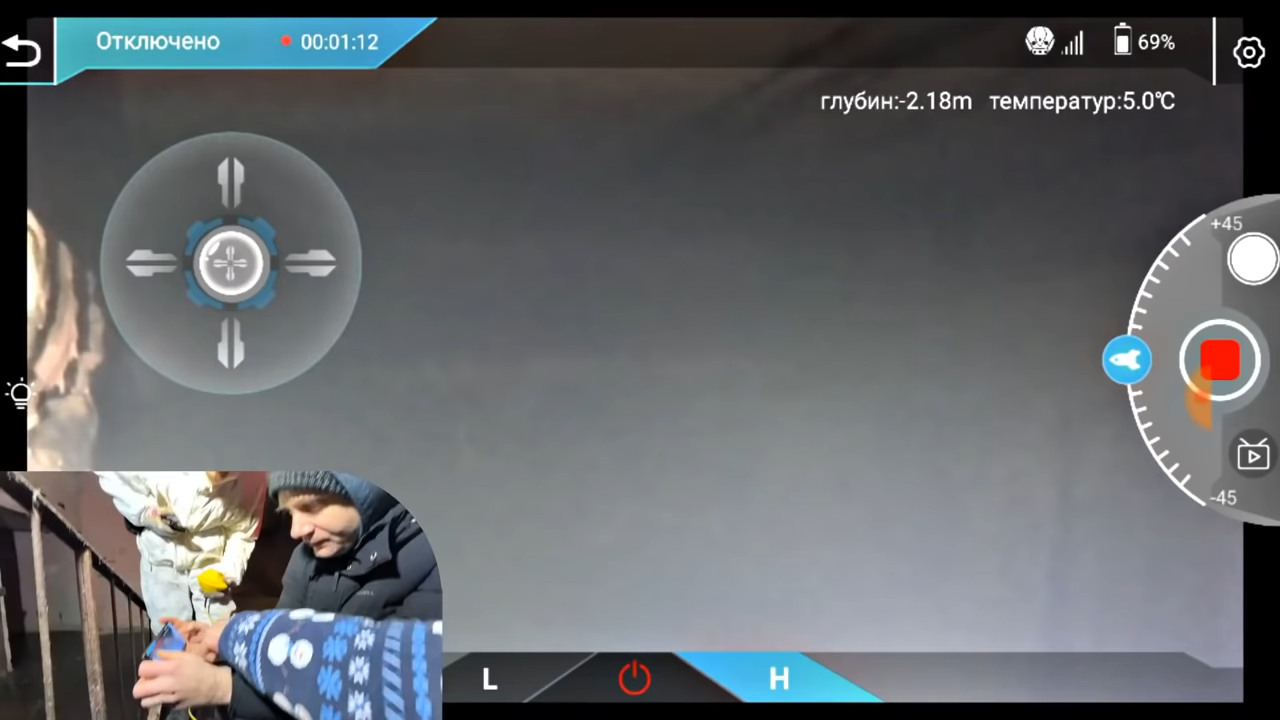 Отключено
00:01:12
69%
глубин:-2.18m температур:5.0℃
+45
-45
L
H